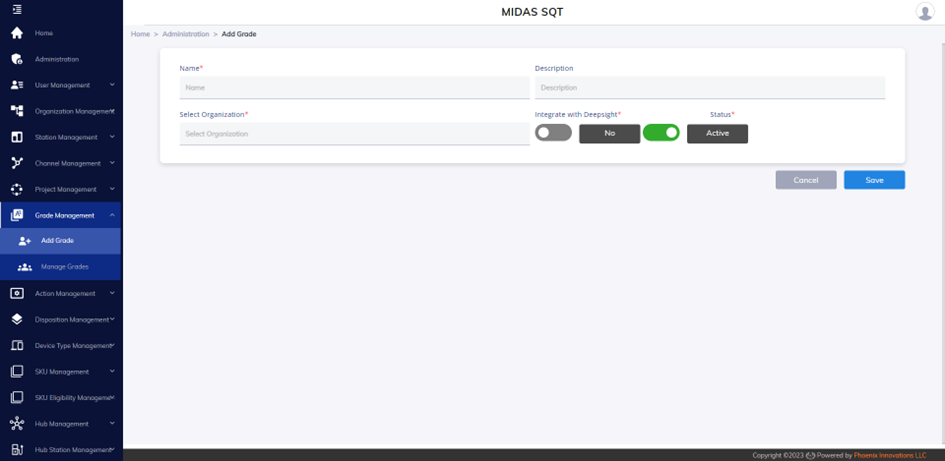 MIDAS SQT
Home > Administration > Add Grade
Home
Administration
User Management
Organization Management
Station Management
Channel Management
Project Management
Grade Management
Add Grade
Manage Grades
Action Management
Disposition Management
Device Type Management
SKU Management
SKU Eligibility Manageme
Hub Management
Hub Station Management
Name*
Name
Description
Description
Select Organization*
Select Organization
Integrate with Deepsight*
No
Status*
Active
Cancel
Save
Copyright ©2023 Powered by Phoenix Innovations LLC